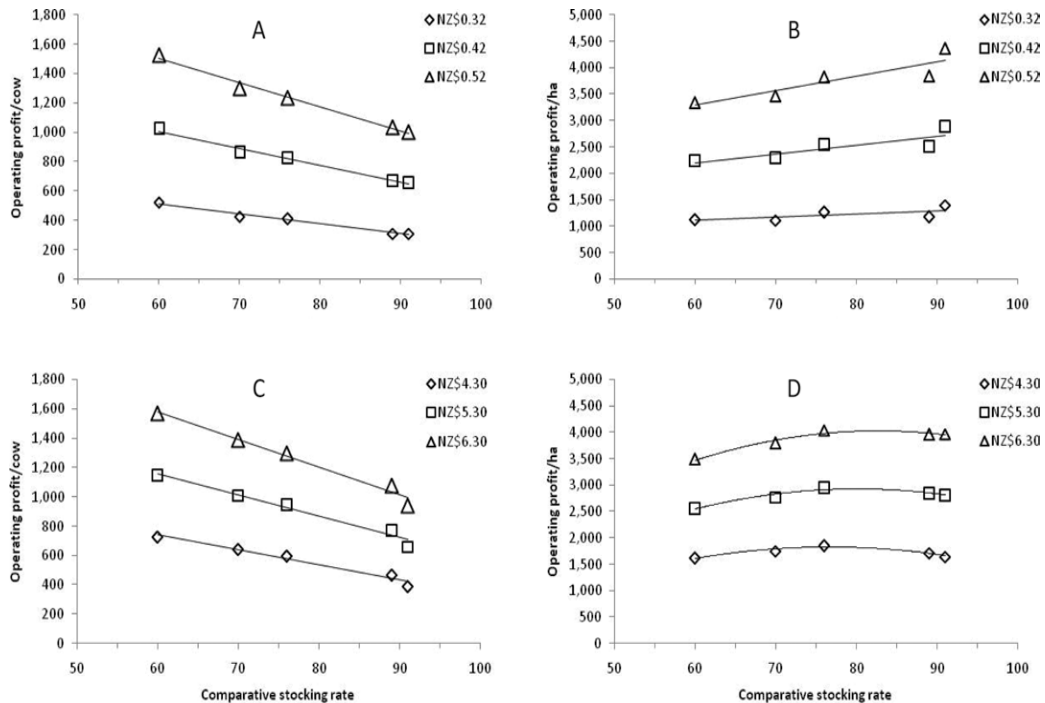 A
Operating profit/cow
1,800
1,600
1,400
1,200
1,000
800
600
400
200
0
50 60 70 80 90 100
NZ$0.32
NZ$0.42
NZ$0.52
B
Operating profit/ha
5,000
4,500
4,000
3,500
3,000
2,500
2,000
1,500
1,000
500
0
50 60 70 80 90 100
NZ$0.32
NZ$0.42
NZ$0.52
C
Operating profit/cow
1,800
1,600
1,400
1,200
1,000
800
600
400
200
0
50 60 70 80 90 100
Comparative stocking rate
NZ$4.30
NZ$5.30
NZ$6.30
D
Operating profit/ha
5,000
4,500
4,000
3,500
3,000
2,500
2,000
1,500
1,000
500
0
50 60 70 80 90 100
Comparative stocking rate
NZ$4.30
NZ$5.30
NZ$6.30